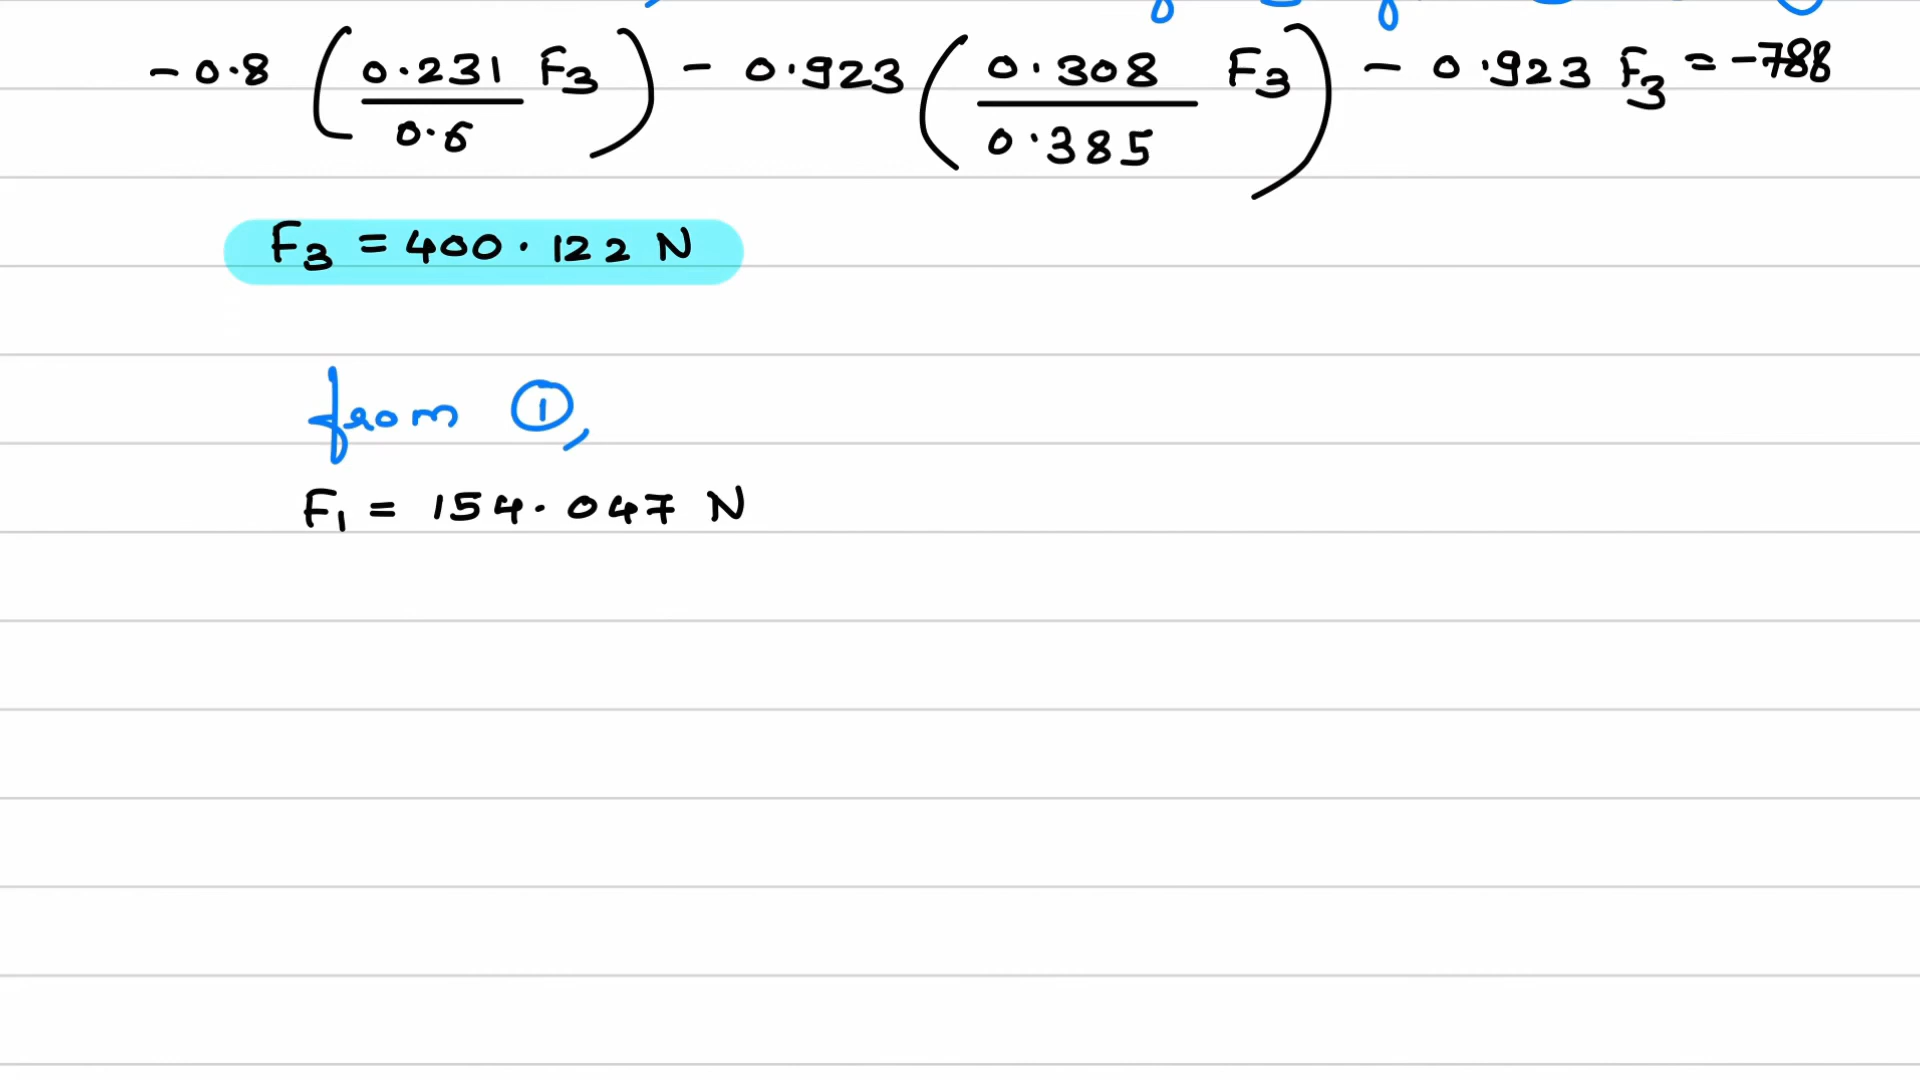 -0.8 (0.231/0.6 F3) - 0.923 (0.308/0.385 F3) - 0.923 F3 = -788
F3 = 400.122 N
from ①,
F1 = 154.047 N